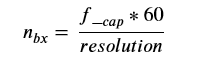 n_bx = f_cap * 60
resolution